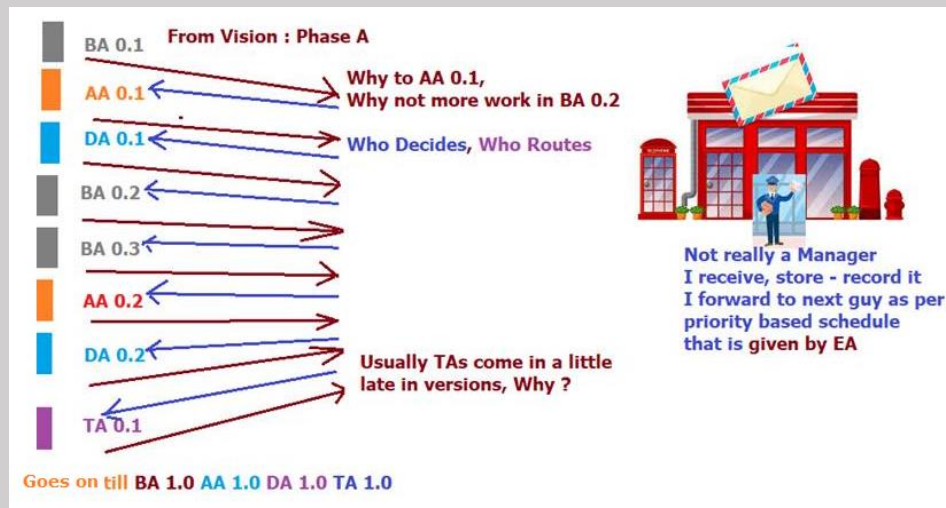 From Vision : Phase A
BA 0.1
AA 0.1
Why to AA 0.1,
Why not more work in BA 0.2
DA 0.1
Who Decides, Who Routes
BA 0.2
BA 0.3
AA 0.2
DA 0.2
Usually TAs come in a little
late in versions, Why ?
TA 0.1
Goes on till BA 1.0 AA 1.0 DA 1.0 TA 1.0
TELEPHONE
Not really a Manager
I receive, store - record it
I forward to next guy as per
priority based schedule
that is given by EA